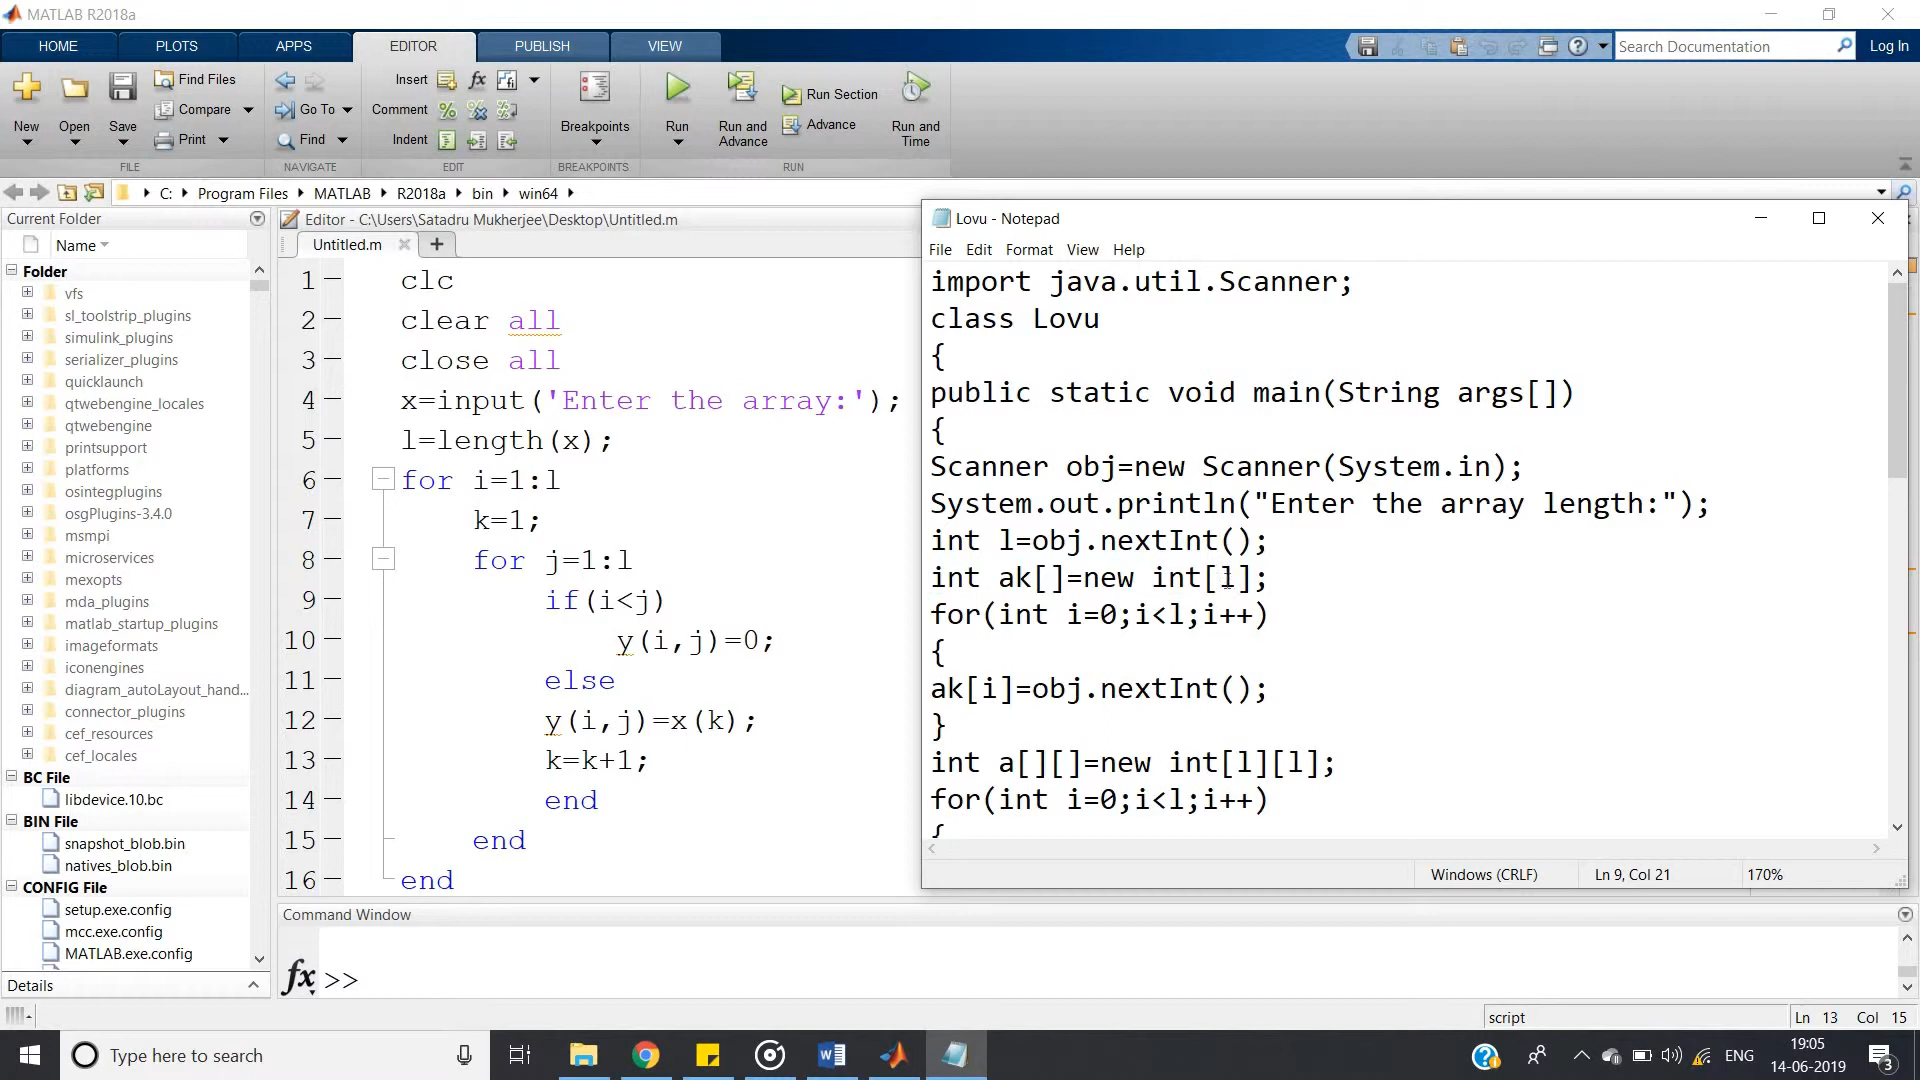 MATLAB R2018a
HOME PLOTS APPS EDITOR PUBLISH VIEW
Search Documentation
Log In
New
Open
Save
Find Files
Compare
Print
FILE
Go To
Find
NAVIGATE
Insert
Comment
Indent
EDIT
Breakpoints
BREAKPOINTS
Run
Run and Advance
Run Section
Advance
Run and Time
RUN
C: Program Files MATLAB R2018a bin win64
Current Folder
Name
Folder
vfs
sl_toolstrip_plugins
simulink_plugins
serializer_plugins
quicklaunch
qtwebengine_locales
qtwebengine
printsupport
platforms
osintegplugins
osgPlugins-3.4.0
msmpi
microservices
mexopts
mda_plugins
matlab_startup_plugins
imageformats
iconengines
diagram_autoLayout_hand...
connector_plugins
cef_resources
cef_locales
BC File
libdevice.10.bc
BIN File
snapshot_blob.bin
natives_blob.bin
CONFIG File
setup.exe.config
mcc.exe.config
MATLAB.exe.config
Details
Editor - C:\Users\Satadru Mukherjee\Desktop\Untitled.m
Untitled.m
1 clc
2 clear all
3 close all
4 x=input('Enter the array:');
5 l=length(x);
6 for i=1:l
7 k=1;
8 for j=1:l
9 if(i<j)
10 y(i,j)=0;
11 else
12 y(i,j)=x(k);
13 k=k+1;
14 end
15 end
16 end
Lovu - Notepad
File Edit Format View Help
import java.util.Scanner;
class Lovu
{
public static void main(String args[])
{
Scanner obj=new Scanner(System.in);
System.out.println("Enter the array length:");
int l=obj.nextInt();
int ak[]=new int[l];
for(int i=0;i<l;i++)
{
ak[i]=obj.nextInt();
}
int a[][]=new int[l][l];
for(int i=0;i<l;i++)
{
Windows (CRLF) Ln 9, Col 21 170%
Command Window
fx >>
script Ln 13 Col 15
Type here to search
ENG
19:05
14-06-2019
3